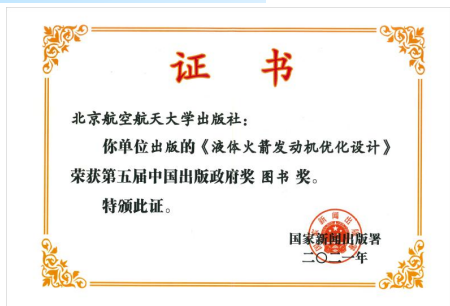 证书
北京航空航天大学出版社：
你单位出版的《液体火箭发动机优化设计》
荣获第五届中国出版政府奖 图书 奖。
特颁此证。
国家新闻出版署
二〇二一年